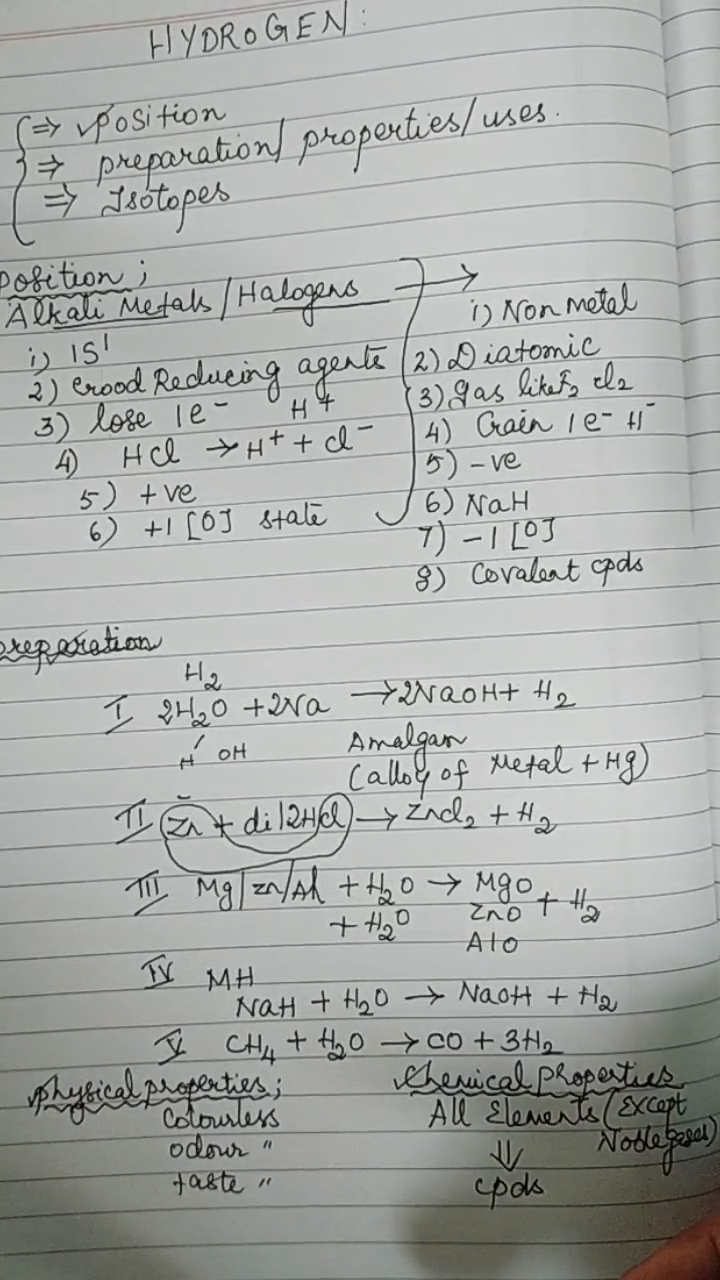 HYDROGEN:
⇒ Position
⇒ preparation/ properties/uses.
⇒ Isotopes
position;
Alkali Metals / Halogens →
i) 1S¹
2) Good Reducing agents
3) lose 1e⁻ H⁺
4) HCl → H⁺ + Cl⁻
5) +ve
6) +1 [O] state
i) Non metal
2) Diatomic
3) gas like F₂ Cl₂
4) Gain 1e⁻ H⁻
5) -ve
6) NaH
7) -1 [O]
8) Covalent cpds
preparation
H₂
I 2H₂O + 2Na → 2NaOH + H₂
H OH
Amalgam
(alloy of Metal + Hg)
II Zn + dil 2HCl → ZnCl₂ + H₂
III Mg/Zn/Al + H₂O → MgO
+ H₂O ZnO + H₂
AlO
IV MH
NaH + H₂O → NaOH + H₂
V CH₄ + H₂O → CO + 3H₂
Physical properties;
Colourless
odour "
taste "
Chemical Properties
All Elements (Except
Noble gases)
⇓
cpds